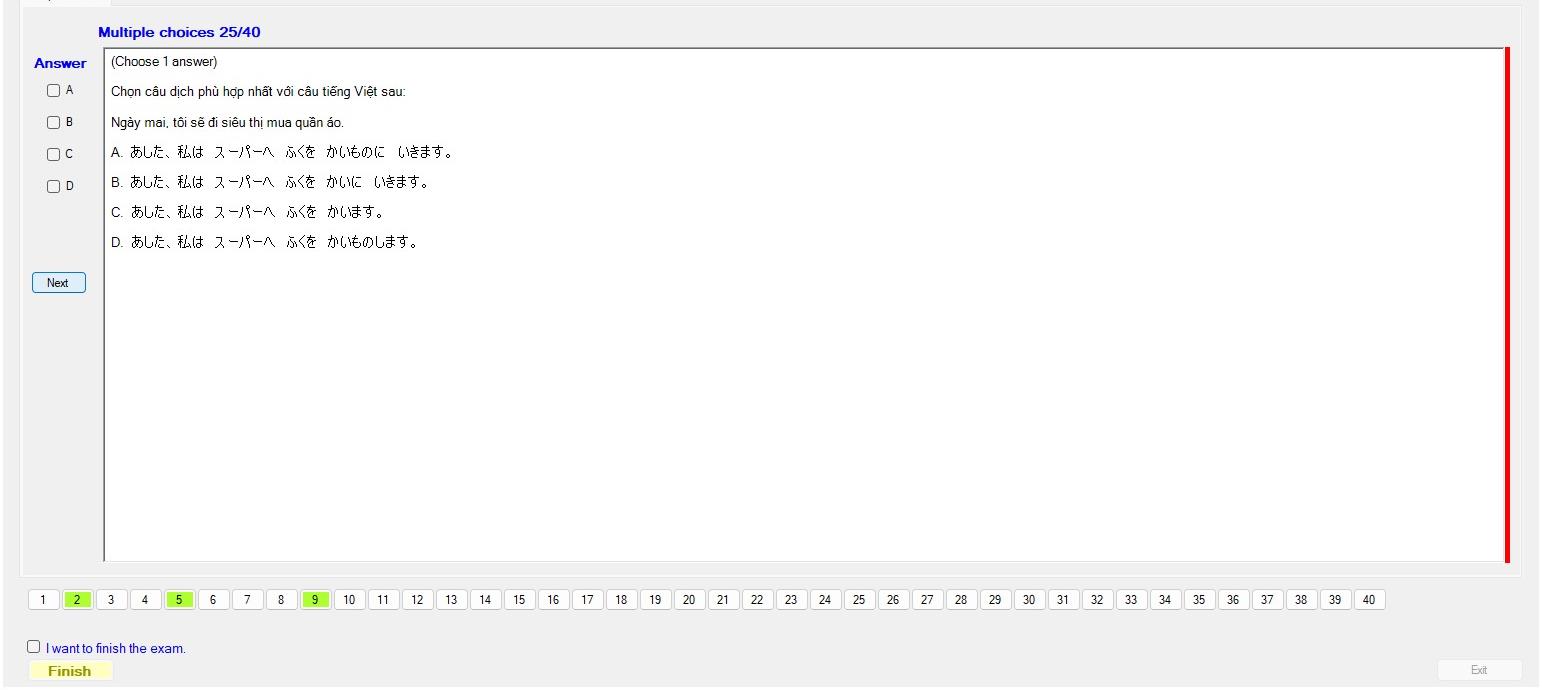 Multiple choices 25/40
Answer
(Choose 1 answer)
A
Chọn câu dịch phù hợp nhất với câu tiếng Việt sau:
B
Ngày mai, tôi sẽ đi siêu thị mua quần áo.
C
A. あした、私は スーパーへ ふくを かいものに いきます。
D
B. あした、私は スーパーへ ふくを かいに いきます。
C. あした、私は スーパーへ ふくを かいます。
D. あした、私は スーパーへ ふくを かいものします。
Next
1 2 3 4 5 6 7 8 9 10 11 12 13 14 15 16 17 18 19 20 21 22 23 24 25 26 27 28 29 30 31 32 33 34 35 36 37 38 39 40
I want to finish the exam.
Finish
Exit